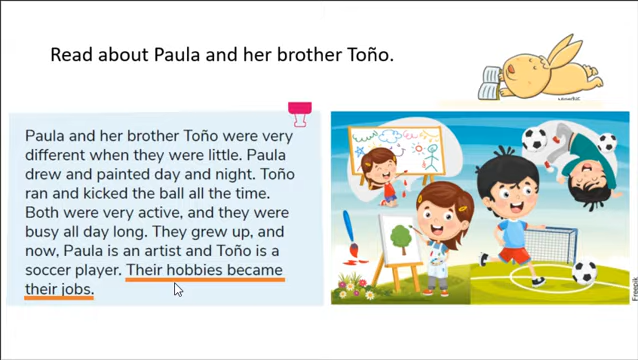 Read about Paula and her brother Toño.
Paula and her brother Toño were very
different when they were little. Paula
drew and painted day and night. Toño
ran and kicked the ball all the time.
Both were very active, and they were
busy all day long. They grew up, and
now, Paula is an artist and Toño is a
soccer player. Their hobbies became
their jobs.
Freepik